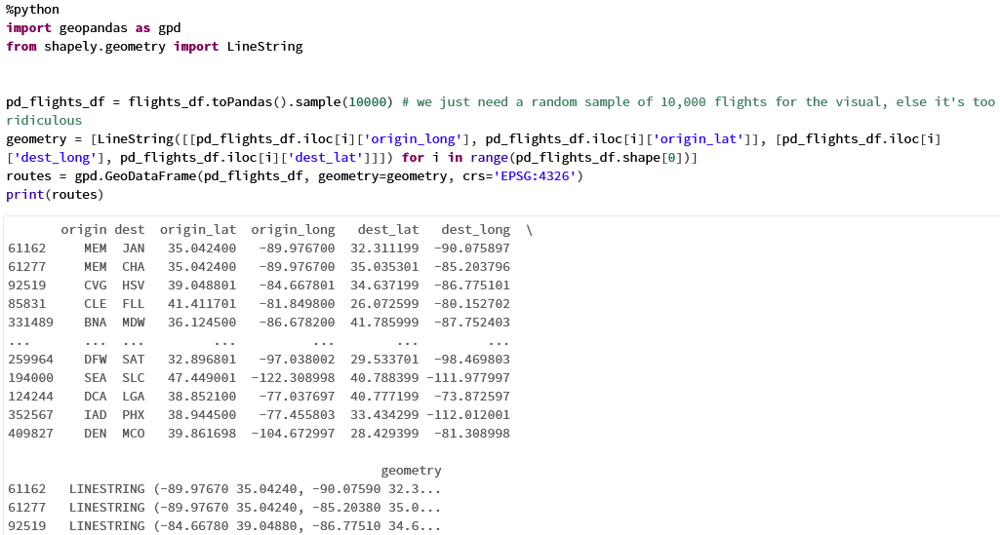 %python
import geopandas as gpd
from shapely.geometry import LineString
pd_flights_df = flights_df.toPandas().sample(10000) # we just need a random sample of 10,000 flights for the visual, else it's too
ridiculous
geometry = [LineString([[pd_flights_df.iloc[i]['origin_long'], pd_flights_df.iloc[i]['origin_lat']], [pd_flights_df.iloc[i]
['dest_long'], pd_flights_df.iloc[i]['dest_lat']]]) for i in range(pd_flights_df.shape[0])]
routes = gpd.GeoDataFrame(pd_flights_df, geometry=geometry, crs='EPSG:4326')
print(routes)
origin dest origin_lat origin_long dest_lat dest_long \
61162 MEM JAN 35.042400 -89.976700 32.311199 -90.075897
61277 MEM CHA 35.042400 -89.976700 35.035301 -85.203796
92519 CVG HSV 39.048801 -84.667801 34.637199 -86.775101
85831 CLE FLL 41.411701 -81.849800 26.072599 -80.152702
331489 BNA MDW 36.124500 -86.678200 41.785999 -87.752403
... ... ... ... ... ... ...
259964 DFW SAT 32.896801 -97.038002 29.533701 -98.469803
194000 SEA SLC 47.449001 -122.308998 40.788399 -111.977997
124244 DCA LGA 38.852100 -77.037697 40.777199 -73.872597
352567 IAD PHX 38.944500 -77.455803 33.434299 -112.012001
409827 DEN MCO 39.861698 -104.672997 28.429399 -81.308998
geometry
61162 LINESTRING (-89.97670 35.04240, -90.07590 32.3...
61277 LINESTRING (-89.97670 35.04240, -85.20380 35.0...
92519 LINESTRING (-84.66780 39.04880, -86.77510 34.6...